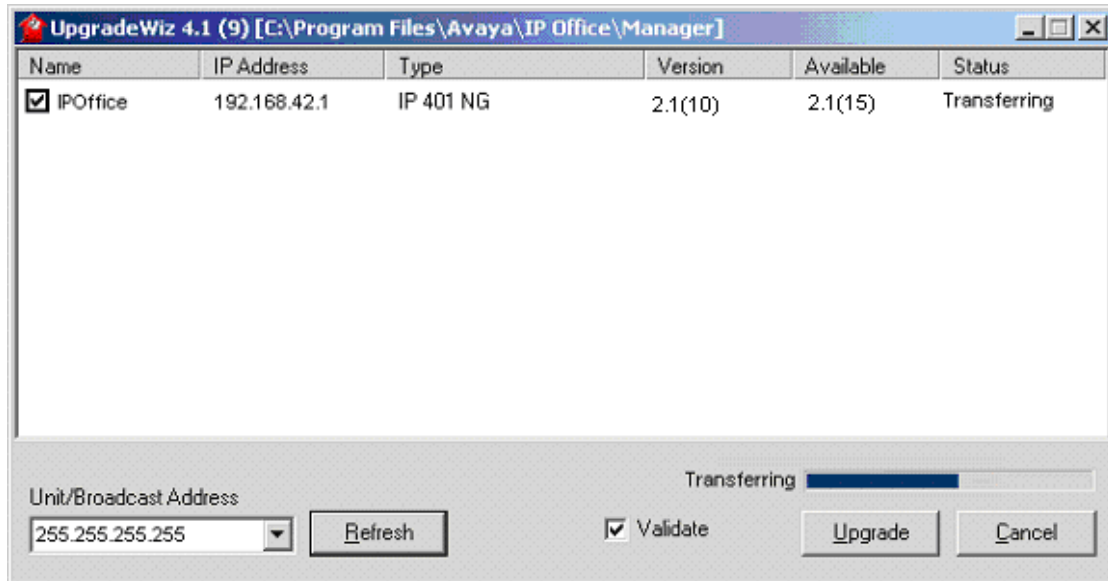 UpgradeWiz 4.1 (9) [C:\Program Files\Avaya\IP Office\Manager]
Name IP Address Type Version Available Status
IPOffice 192.168.42.1 IP 401 NG 2.1(10) 2.1(15) Transferring
Transferring
Unit/Broadcast Address
255.255.255.255 Refresh Validate Upgrade Cancel